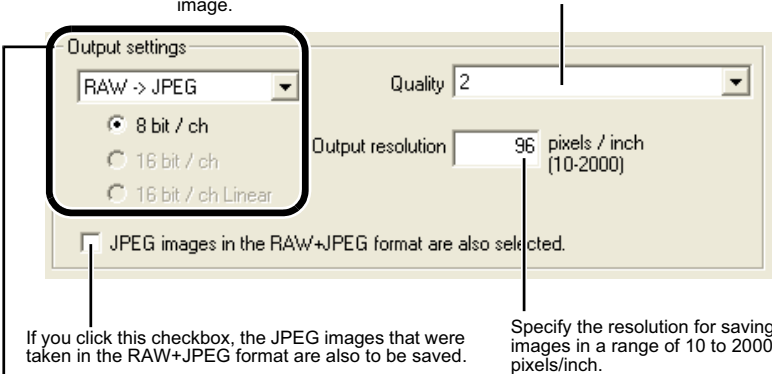 image.
Output settings
RAW -> JPEG
Quality 2
8 bit / ch
16 bit / ch
16 bit / ch Linear
Output resolution 96 pixels / inch
(10-2000)
JPEG images in the RAW+JPEG format are also selected.
If you click this checkbox, the JPEG images that were
taken in the RAW+JPEG format are also to be saved.
Specify the resolution for saving
images in a range of 10 to 2000
pixels/inch.